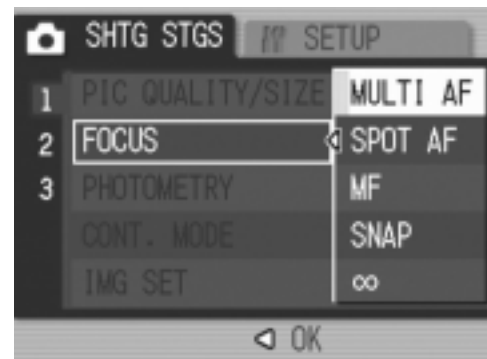 SHTG STGS SETUP
1 PIC QUALITY/SIZE MULTI AF
2 FOCUS SPOT AF
3 PHOTOMETRY MF
CONT. MODE SNAP
IMG SET ∞
OK